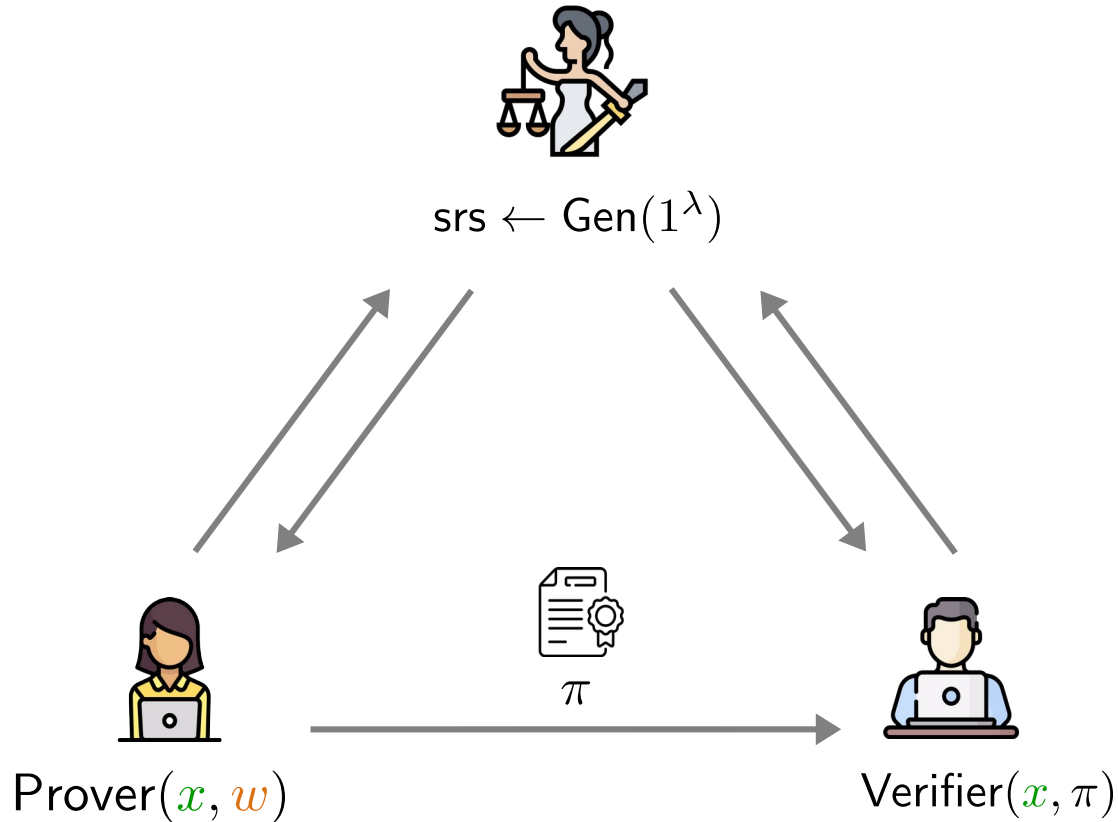 srs ← Gen(1^λ)
π
Prover(x, w)
Verifier(x, π)